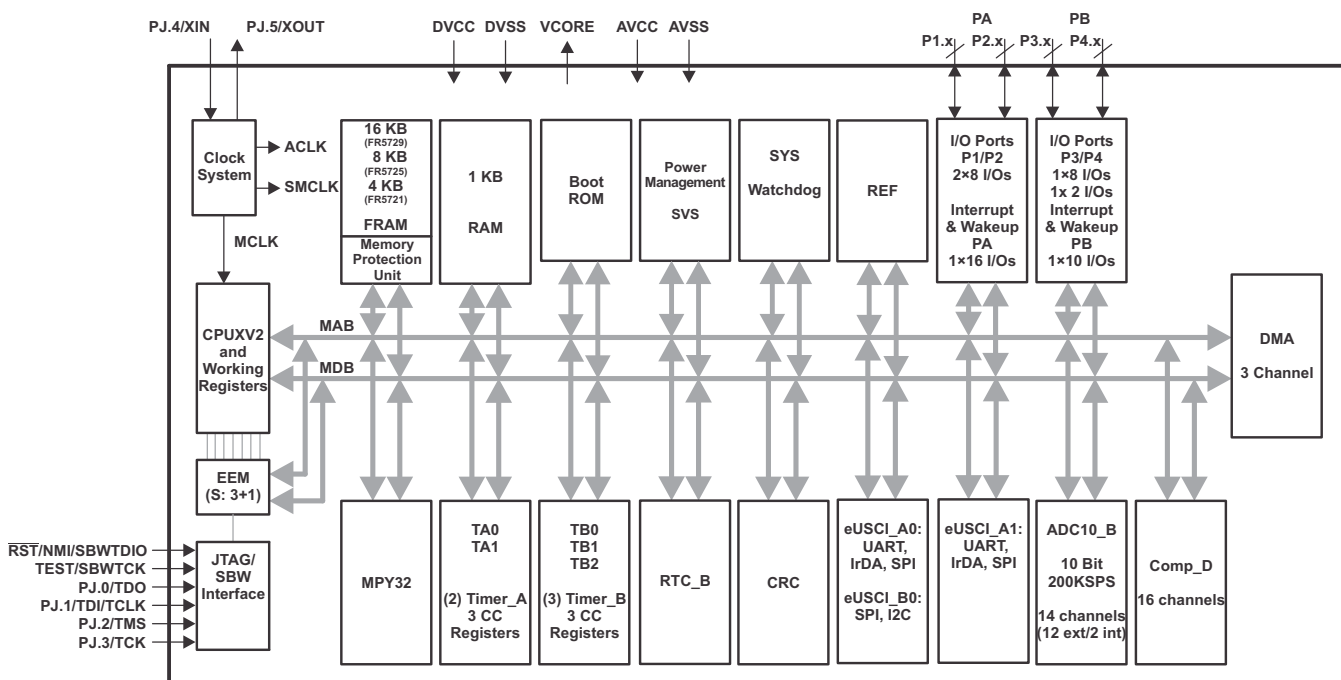 PJ.4/XIN PJ.5/XOUT DVCC DVSS VCORE AVCC AVSS
PA PB
P1.x P2.x P3.x P4.x
Clock
System
ACLK
SMCLK
MCLK
16 KB
(FR5729)
8 KB
(FR5725)
4 KB
(FR5721)
FRAM
Memory
Protection
Unit
1 KB
RAM
Boot
ROM
Power
Management
SVS
SYS
Watchdog
REF
I/O Ports
P1/P2
2×8 I/Os
Interrupt
& Wakeup
PA
1×16 I/Os
I/O Ports
P3/P4
1×8 I/Os
1x 2 I/Os
Interrupt
& Wakeup
PB
1×10 I/Os
CPUXV2
and
Working
Registers
MAB
MDB
DMA
3 Channel
EEM
(S: 3+1)
RST/NMI/SBWTDIO
TEST/SBWTCK
PJ.0/TDO
PJ.1/TDI/TCLK
PJ.2/TMS
PJ.3/TCK
JTAG/
SBW
Interface
MPY32
TA0
TA1
(2) Timer_A
3 CC
Registers
TB0
TB1
TB2
(3) Timer_B
3 CC
Registers
RTC_B
CRC
eUSCI_A0:
UART,
IrDA, SPI
eUSCI_B0:
SPI, I2C
eUSCI_A1:
UART,
IrDA, SPI
ADC10_B
10 Bit
200KSPS
14 channels
(12 ext/2 int)
Comp_D
16 channels